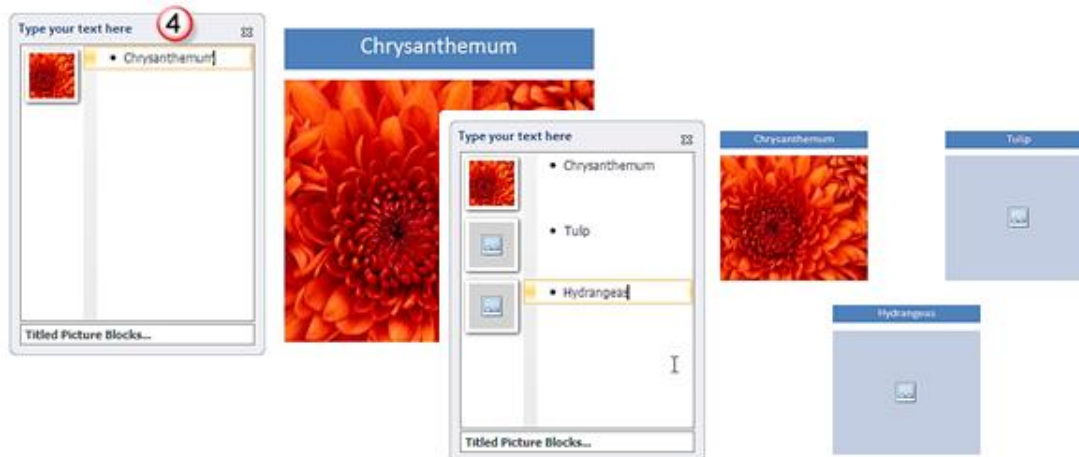 Type your text here
4
• Chrysanthemum
Titled Picture Blocks...
Chrysanthemum
Type your text here
• Chrysanthemum
• Tulip
• Hydrangeas
Titled Picture Blocks...
Chrysanthemum
Tulip
Hydrangeas